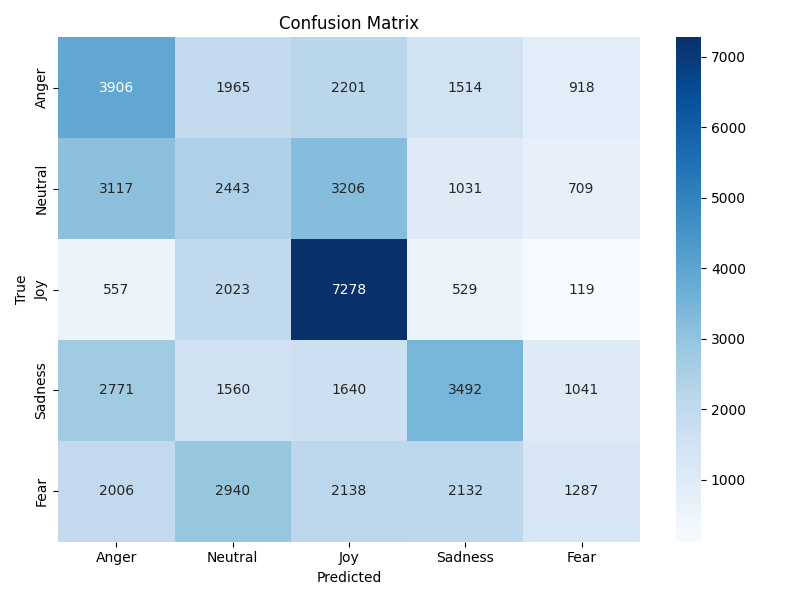 Confusion Matrix
Anger 3906 1965 2201 1514 918
Neutral 3117 2443 3206 1031 709
Joy 557 2023 7278 529 119
Sadness 2771 1560 1640 3492 1041
Fear 2006 2940 2138 2132 1287
True
Anger Neutral Joy Sadness Fear
Predicted
7000
6000
5000
4000
3000
2000
1000